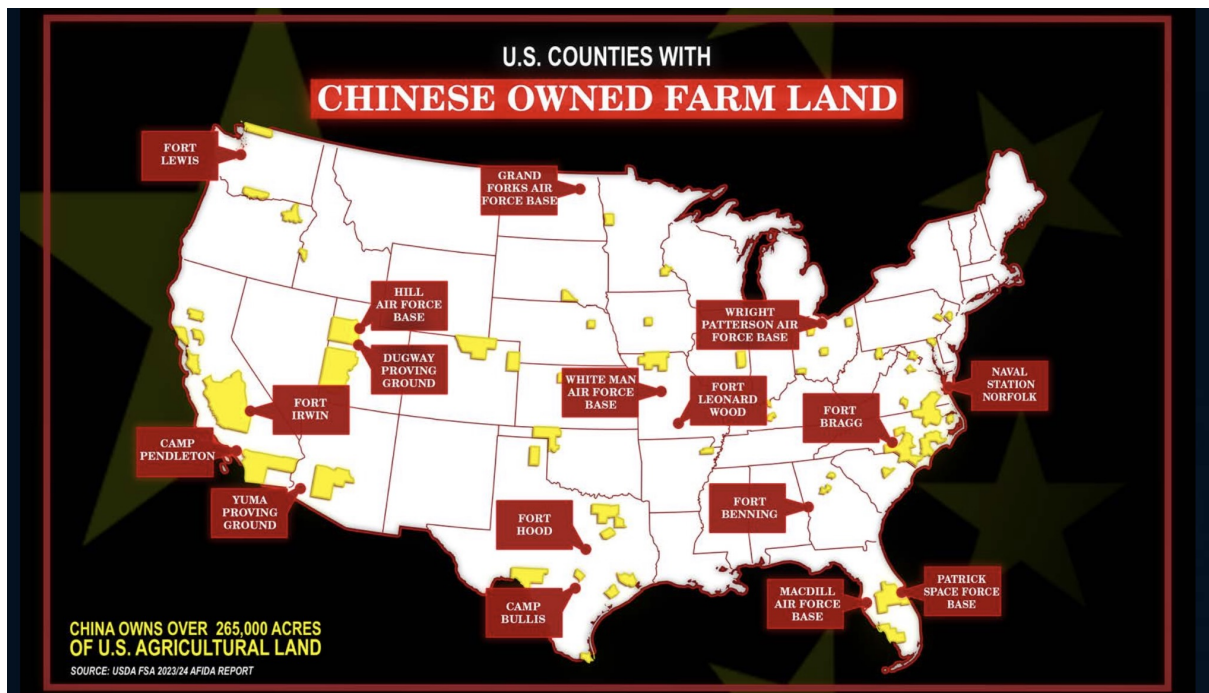 U.S. COUNTIES WITH
CHINESE OWNED FARM LAND
FORT
LEWIS
GRAND
FORKS AIR
FORCE BASE
HILL
AIR FORCE
BASE
WRIGHT
PATTERSON AIR
FORCE BASE
DUGWAY
PROVING
GROUND
WHITE MAN
AIR FORCE
BASE
FORT
LEONARD
WOOD
NAVAL
STATION
NORFOLK
FORT
IRWIN
FORT
BRAGG
CAMP
PENDLETON
YUMA
PROVING
GROUND
FORT
HOOD
FORT
BENNING
CAMP
BULLIS
MACDILL
AIR FORCE
BASE
PATRICK
SPACE FORCE
BASE
CHINA OWNS OVER 265,000 ACRES
OF U.S. AGRICULTURAL LAND
SOURCE: USDA FSA 2023/24 AFIDA REPORT